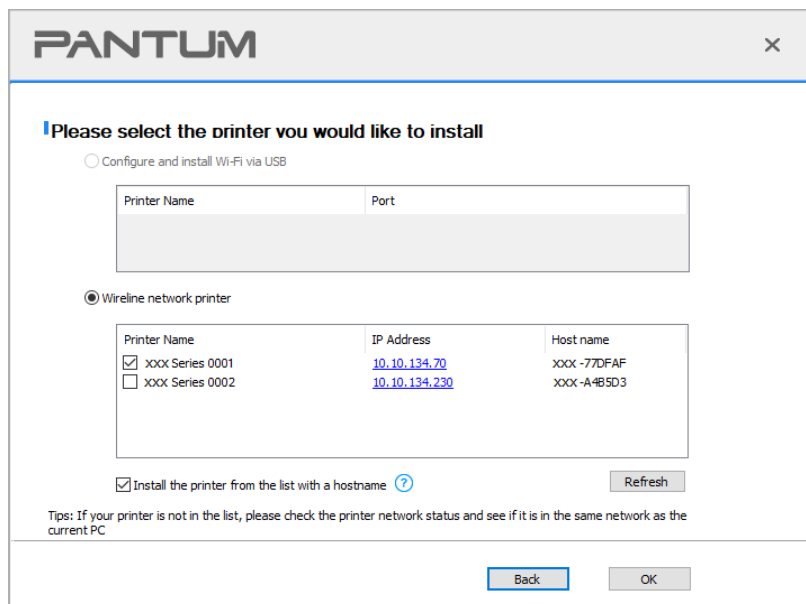 PANTUM
Please select the printer you would like to install
Configure and install Wi-Fi via USB
Printer Name Port
Wireline network printer
Printer Name IP Address Host name
XXX Series 0001 10.10.134.70 XXX -77DFAF
XXX Series 0002 10.10.134.230 XXX -A4B5D3
Install the printer from the list with a hostname ? Refresh
Tips: If your printer is not in the list, please check the printer network status and see if it is in the same network as the
current PC
Back OK